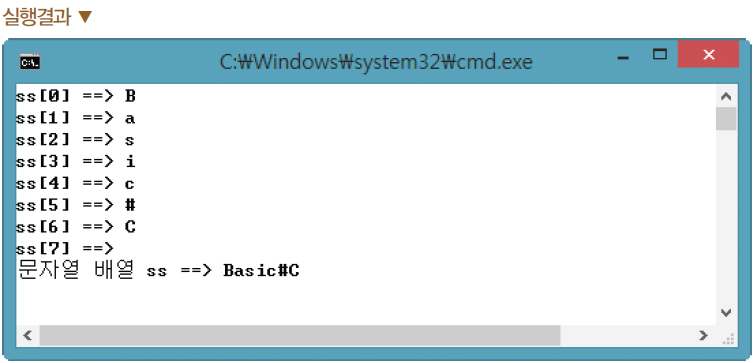 실행결과 ▼
C:\Windows\system32\cmd.exe
ss[0] ==> B
ss[1] ==> a
ss[2] ==> s
ss[3] ==> i
ss[4] ==> c
ss[5] ==> #
ss[6] ==> C
ss[7] ==>
문자열 배열 ss ==> Basic#C